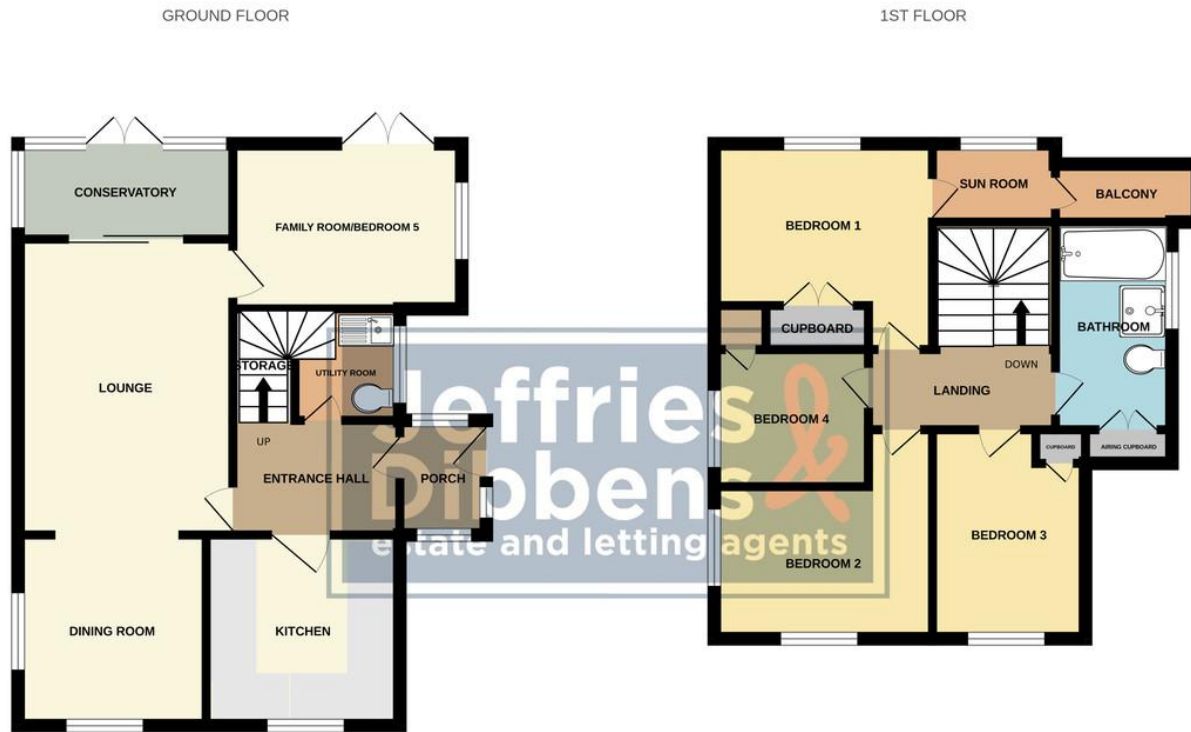 GROUND FLOOR
1ST FLOOR
CONSERVATORY
FAMILY ROOM/BEDROOM 5
LOUNGE
STORAGE
UTILITY ROOM
UP
ENTRANCE HALL
PORCH
DINING ROOM
KITCHEN
BEDROOM 1
SUN ROOM
BALCONY
CUPBOARD
BATHROOM
DOWN
LANDING
BEDROOM 4
CUPBOARD
AIRING CUPBOARD
BEDROOM 3
BEDROOM 2
Jeffries &
Dibbens
estate and letting agents